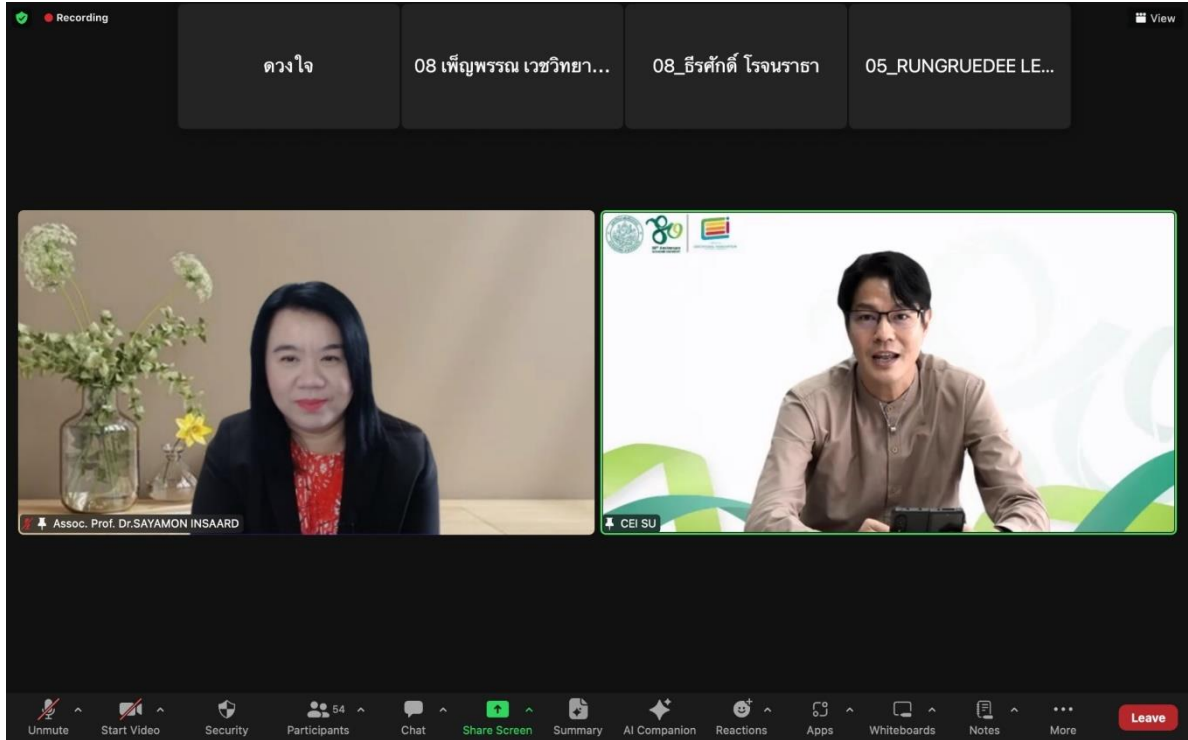 Recording
View
ดวงใจ
08 เพ็ญพรรณ เวชวิทยา...
08_ธีรศักดิ์ โรจนราธา
05_RUNGRUEDEE LE...
Assoc. Prof. Dr.SAYAMON INSAARD
CEI SU
Unmute
Start Video
Security
54
Participants
Chat
Share Screen
Summary
AI Companion
Reactions
Apps
Whiteboards
Notes
More
Leave